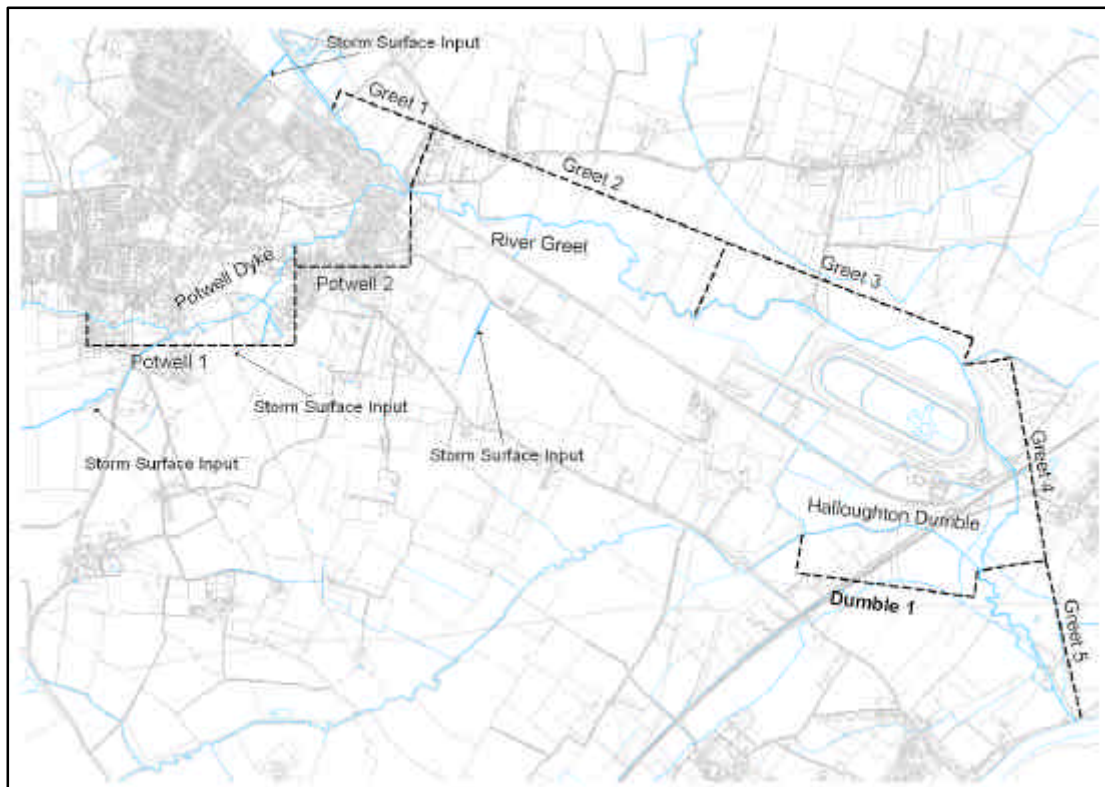 Storm Surface Input
Greet 1
Greet 2
River Greet
Greet 3
Potwell Dyke
Potwell 2
Potwell 1
Storm Surface Input
Storm Surface Input
Storm Surface Input
Greet 4
Halloughton Dumble
Dumble 1
Greet 5